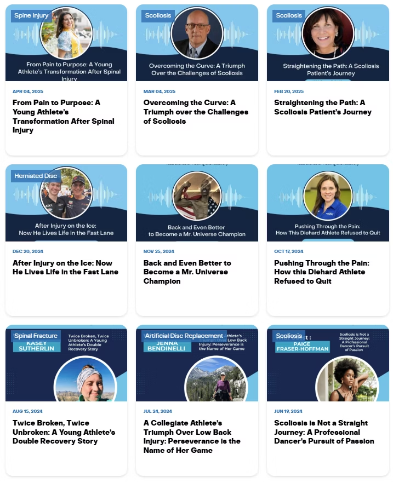 Spine Injury
From Pain to Purpose: A Young
Athlete's Transformation After Spinal
Injury
APR 08, 2025
From Pain to Purpose: A
Young Athlete's
Transformation After Spinal
Injury
Scoliosis
Overcoming the Curve: A Triumph
Over the Challenges of Scoliosis
MAR 04, 2025
Overcoming the Curve: A
Triumph over the Challenges
of Scoliosis
Scoliosis
Straightening the Path: A Scoliosis
Patient's Journey
FEB 20, 2025
Straightening the Path: A
Scoliosis Patient's Journey
Herniated Disc
After Injury on the Ice:
Now He Lives Life in the Fast Lane
DEC 20, 2024
After Injury on the Ice: Now
He Lives Life in the Fast Lane
Back and Even Better
to Become a Mr. Universe Champion
NOV 22, 2024
Back and Even Better to
Become a Mr. Universe
Champion
Pushing Through the Pain:
How This Diehard Athlete Refused to Quit
OCT 17, 2024
Pushing Through the Pain:
How this Diehard Athlete
Refused to Quit
Spinal Fracture
KASEY
SUTHERLIN
Twice Broken, Twice
Unbroken: A Young
Athlete's Double
Recovery Story
AUG 15, 2024
Twice Broken, Twice
Unbroken: A Young Athlete's
Double Recovery Story
Artificial Disc Replacement
JENNA
BENDINELLI
Injury: Perseverance is
the Name of Her Game
JUL 24, 2024
A Collegiate Athlete's
Triumph Over Low Back
Injury: Perseverance is the
Name of Her Game
Scoliosis
PAIGE
FRASER-HOFFMAN
Scoliosis is Not a
Straight Journey:
A Professional
Dancer's Pursuit
of Passion
JUN 19, 2024
Scoliosis is Not a Straight
Journey: A Professional
Dancer's Pursuit of Passion